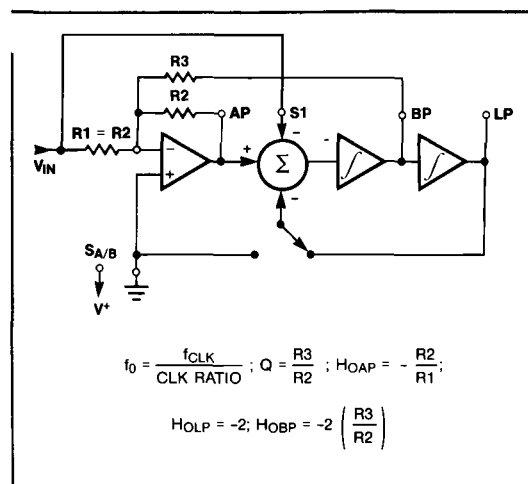 R3
R2
AP
S1
BP
LP
R1 = R2
VIN
−
+
+
−
Σ
−
-
∫
∫
SA/B
V+
f0 = fCLK / CLK RATIO ; Q = R3 / R2 ; HOAP = - R2 / R1 ;
HOLP = -2; HOBP = -2 ( R3 / R2 )